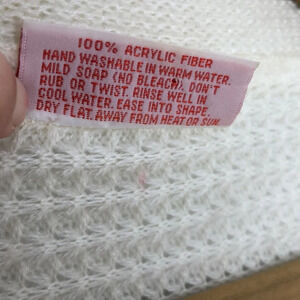 100% ACRYLIC FIBER
HAND WASHABLE IN WARM WATER.
MILD SOAP (NO BLEACH). DON'T
RUB OR TWIST. RINSE WELL IN
COOL WATER. EASE INTO SHAPE.
DRY FLAT. AWAY FROM HEAT OR SUN.